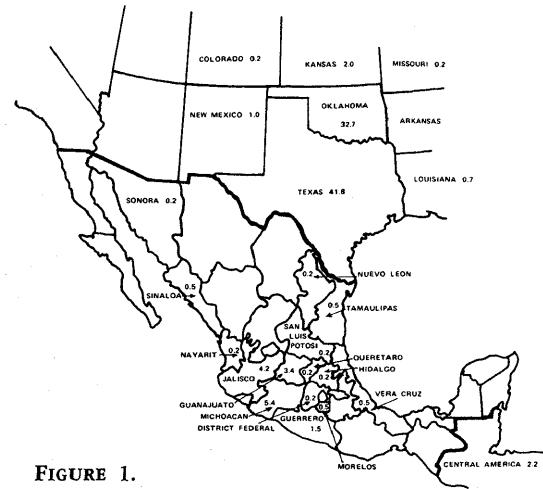 COLORADO 0.2
KANSAS 2.0
MISSOURI 0.2
NEW MEXICO 1.0
OKLAHOMA
32.7
ARKANSAS
TEXAS 41.8
LOUISIANA 0.7
SONORA 0.2
0.2
NUEVO LEON
0.5
SINALOA
0.5
TAMAULIPAS
SAN
LUIS
POTOSI
0.2
0.2
NAYARIT
QUERETARO
HIDALGO
0.2
0.2
JALISCO
4.2
3.4
GUANAJUATO
MICHOACAN
5.4
DISTRICT FEDERAL
0.2
GUERRERO
1.5
0.5
MORELOS
0.5
VERA CRUZ
CENTRAL AMERICA 2.2
FIGURE 1.